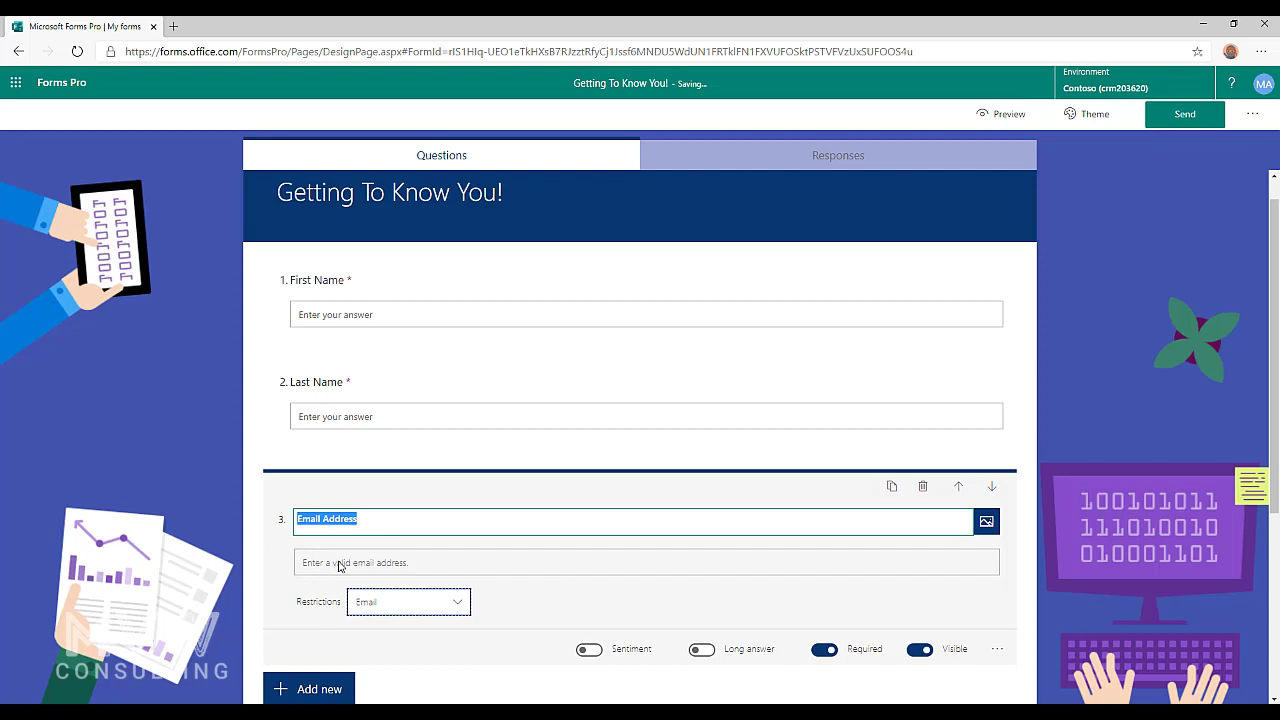 Microsoft Forms Pro | My forms
https://forms.office.com/FormsPro/Pages/DesignPage.aspx#FormId=
Forms Pro
Getting To Know You! - Saving...
Environment
Contoso (crm203620)
?
MA
Preview
Theme
Send
Questions
Responses
Getting To Know You!
1. First Name *
Enter your answer
2. Last Name *
Enter your answer
3.
Email Address
Enter a valid email address.
Restrictions
Email
Sentiment
Long answer
Required
Visible
Add new
CONSULTING
100101011
111010010
010001101